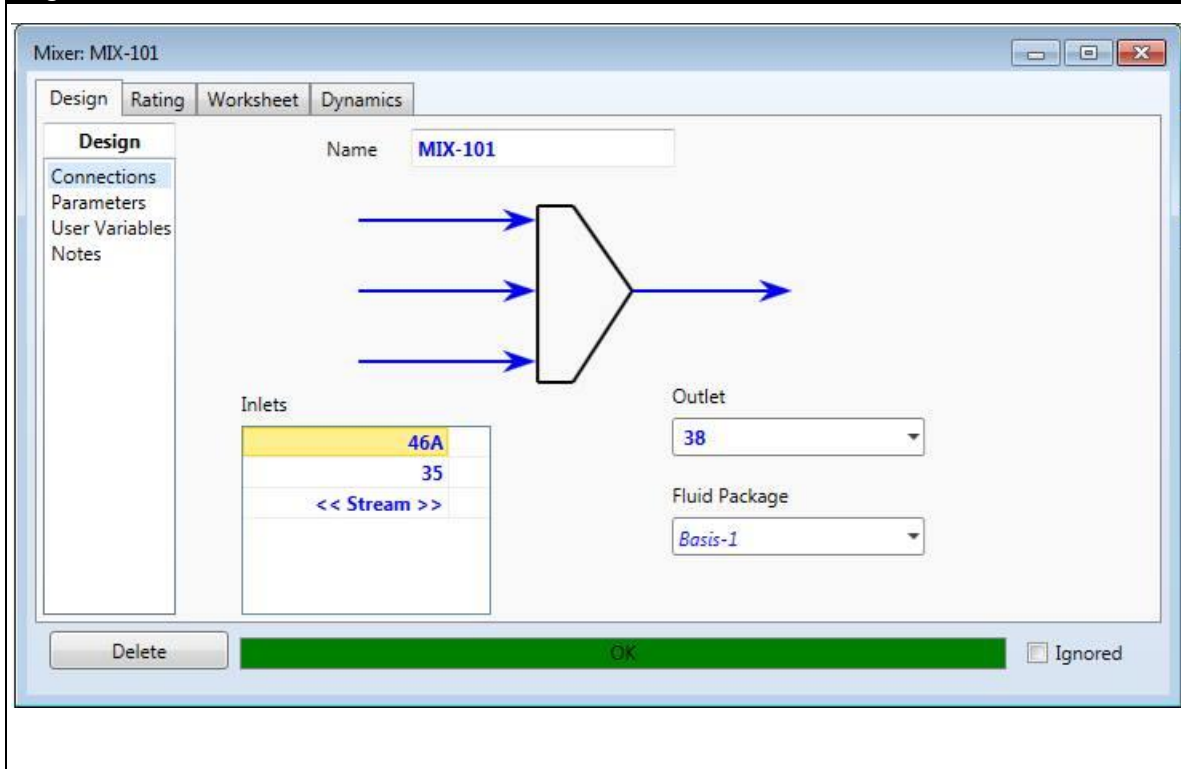 Mixer: MIX-101
Design Rating Worksheet Dynamics
Design
Connections
Parameters
User Variables
Notes
Name MIX-101
Inlets
46A
35
<< Stream >>
Outlet
38
Fluid Package
Basis-1
Delete
OK
Ignored